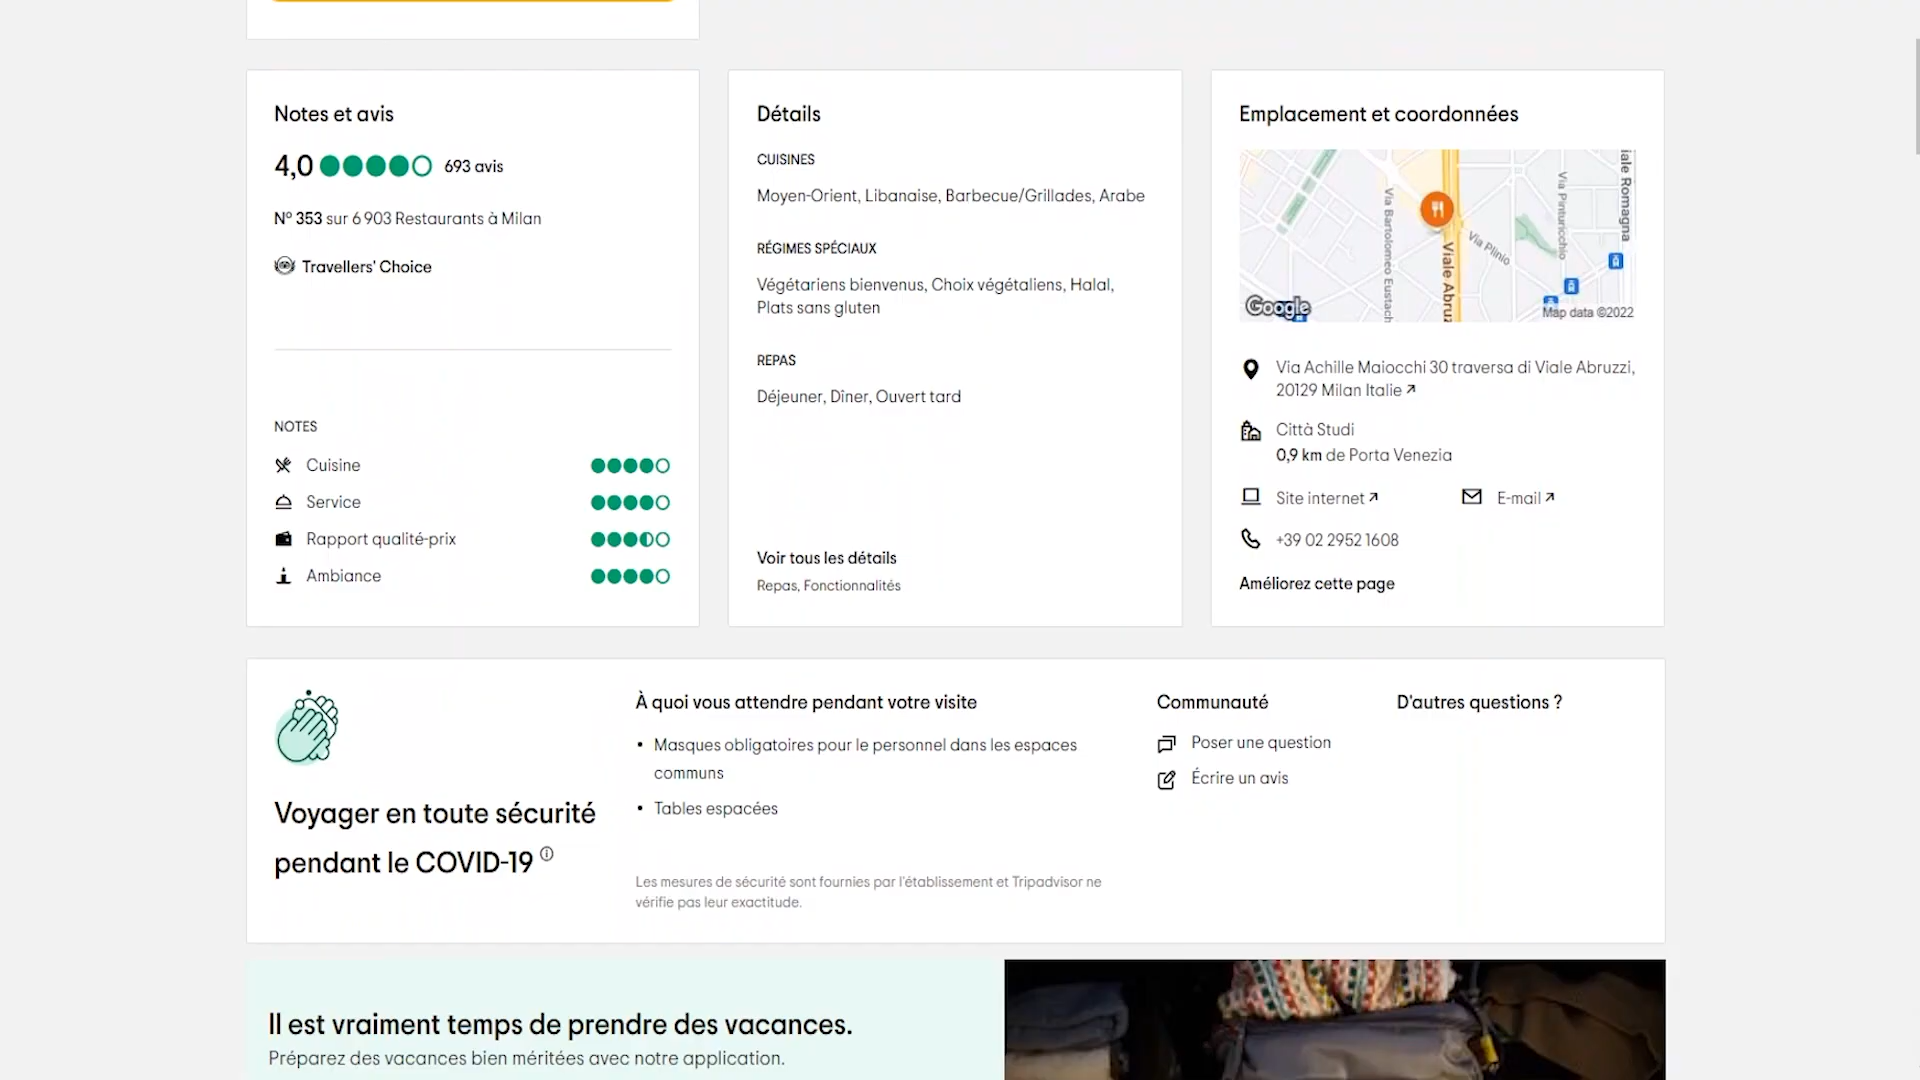 Notes et avis
4,0 693 avis
Nº 353 sur 6 903 Restaurants à Milan
Travellers' Choice
NOTES
Cuisine
Service
Rapport qualité-prix
Ambiance
Détails
CUISINES
Moyen-Orient, Libanaise, Barbecue/Grillades, Arabe
RÉGIMES SPÉCIAUX
Végétariens bienvenus, Choix végétaliens, Halal,
Plats sans gluten
REPAS
Déjeuner, Dîner, Ouvert tard
Voir tous les détails
Repas, Fonctionnalités
Emplacement et coordonnées
Via Bartolomeo Eustach
Viale Abruz
Via Plinio
Via Pinturicchio
iale Romagna
Google
Map data ©2022
Via Achille Maiocchi 30 traversa di Viale Abruzzi,
20129 Milan Italie
Città Studi
0,9 km de Porta Venezia
Site internet
E-mail
+39 02 2952 1608
Améliorez cette page
Voyager en toute sécurité
pendant le COVID-19
À quoi vous attendre pendant votre visite
• Masques obligatoires pour le personnel dans les espaces
communs
• Tables espacées
Les mesures de sécurité sont fournies par l'établissement et Tripadvisor ne
vérifie pas leur exactitude.
Communauté
Poser une question
Écrire un avis
D'autres questions ?
Il est vraiment temps de prendre des vacances.
Préparez des vacances bien méritées avec notre application.